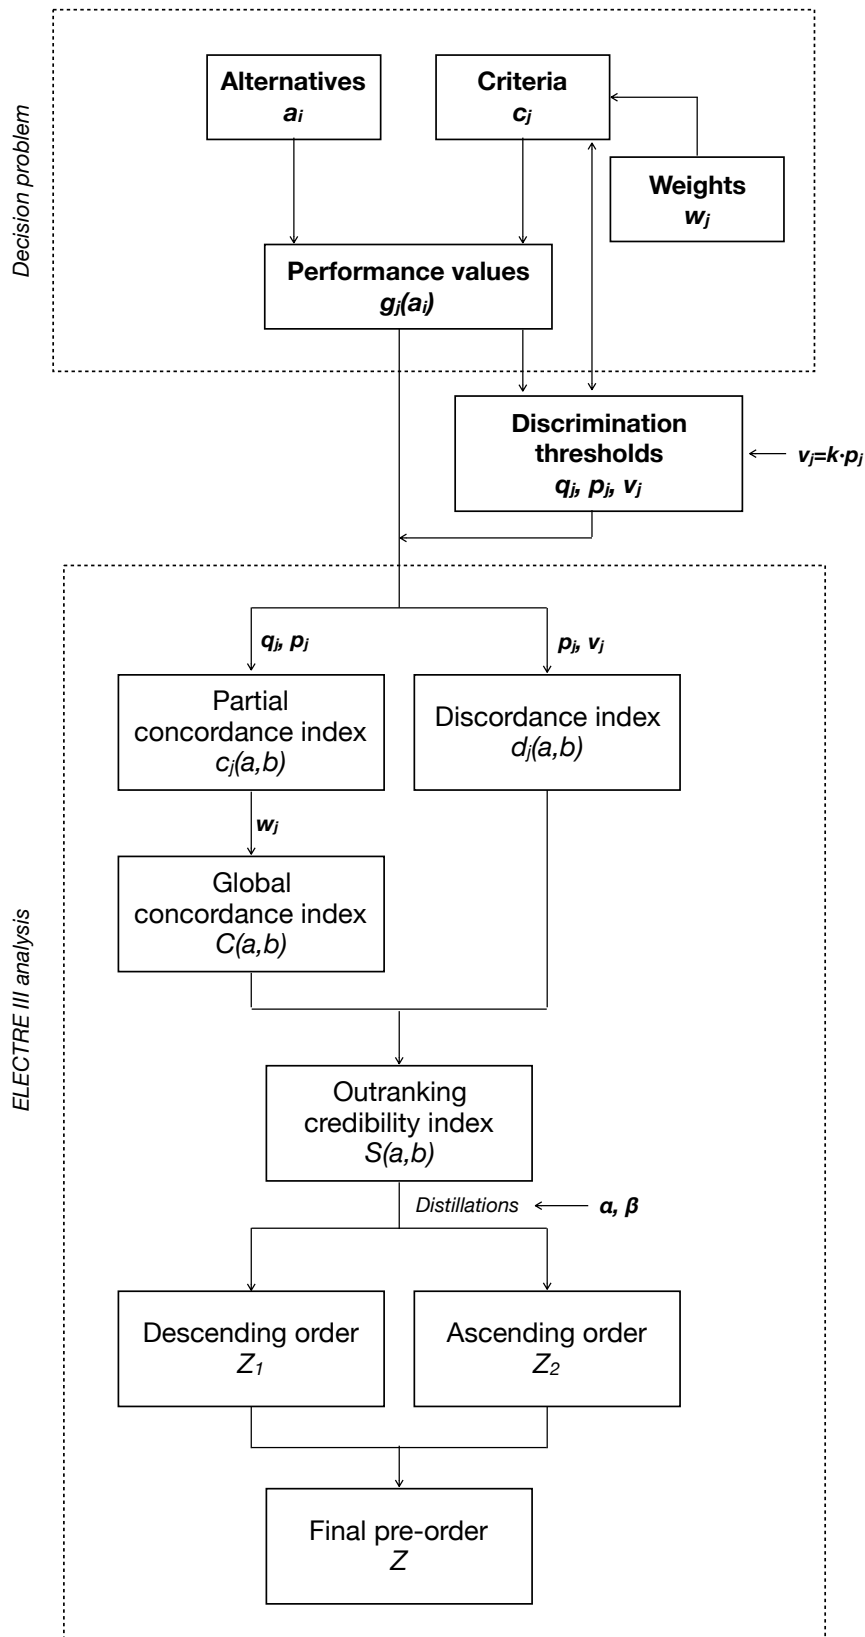 Decision problem
Alternatives
aᵢ
Criteria
cⱼ
Weights
wⱼ
Performance values
gⱼ(aᵢ)
Discrimination
thresholds
qⱼ, pⱼ, vⱼ
vⱼ=k·pⱼ
ELECTRE III analysis
qⱼ, pⱼ
pⱼ, vⱼ
Partial
concordance index
cⱼ(a,b)
Discordance index
dⱼ(a,b)
wⱼ
Global
concordance index
C(a,b)
Outranking
credibility index
S(a,b)
Distillations
α, β
Descending order
Z₁
Ascending order
Z₂
Final pre-order
Z